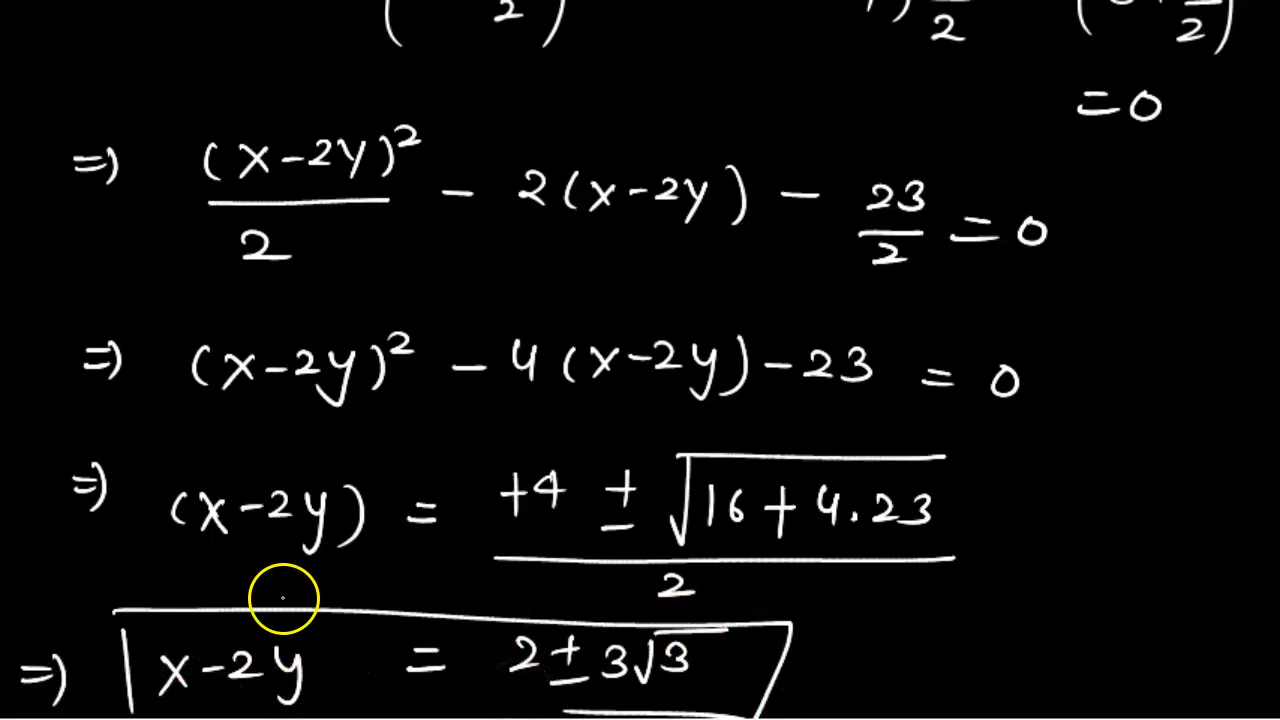 =0
⇒ (x-2y)²/2 - 2(x-2y) - 23/2 = 0
⇒ (x-2y)² - 4(x-2y) - 23 = 0
⇒ (x-2y) = (+4 ± √(16 + 4.23))/2
⇒ x-2y = 2 ± 3√3